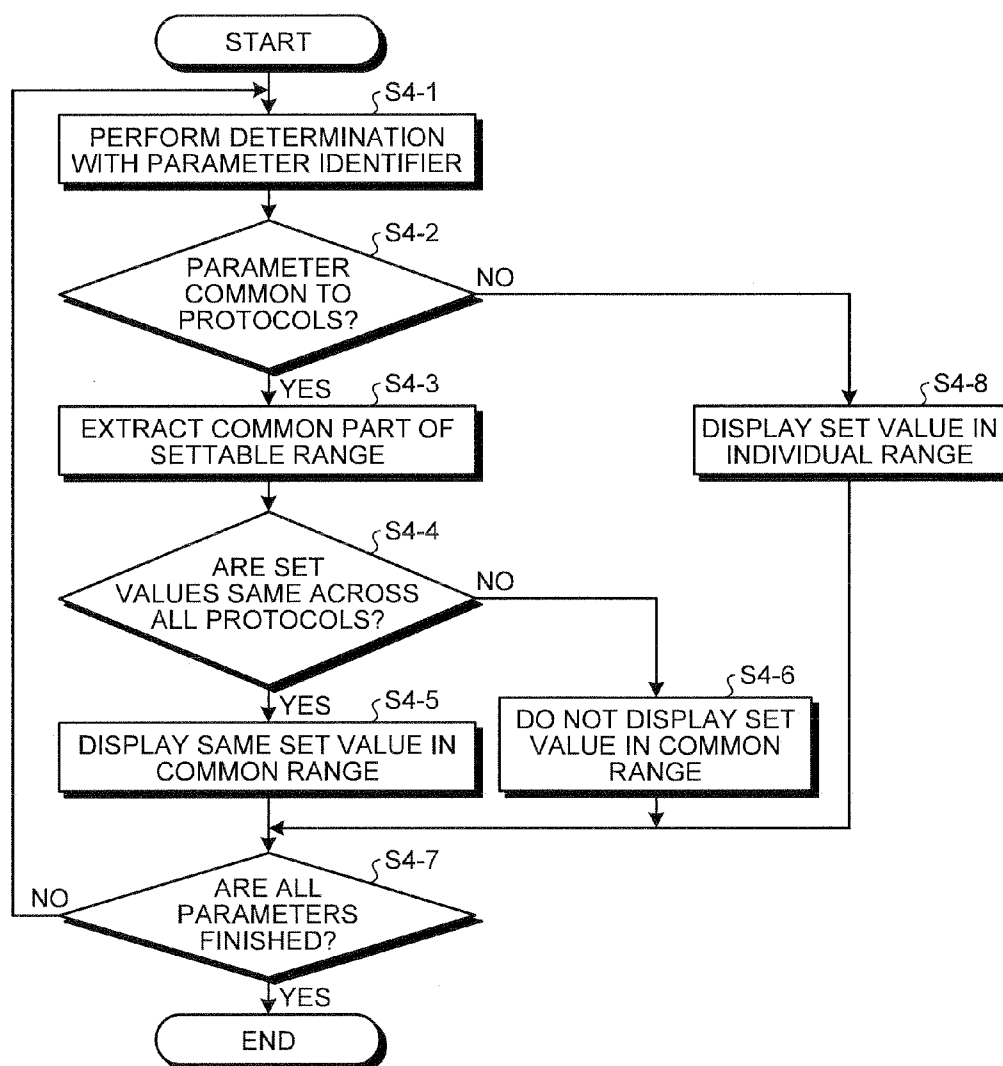 START
S4-1
PERFORM DETERMINATION
WITH PARAMETER IDENTIFIER
S4-2
PARAMETER
COMMON TO
PROTOCOLS?
NO
YES
S4-3
EXTRACT COMMON PART OF
SETTABLE RANGE
S4-8
DISPLAY SET VALUE IN
INDIVIDUAL RANGE
S4-4
ARE SET
VALUES SAME ACROSS
ALL PROTOCOLS?
NO
YES
S4-5
DISPLAY SAME SET VALUE IN
COMMON RANGE
S4-6
DO NOT DISPLAY SET
VALUE IN COMMON
RANGE
S4-7
ARE ALL
PARAMETERS
FINISHED?
NO
YES
END